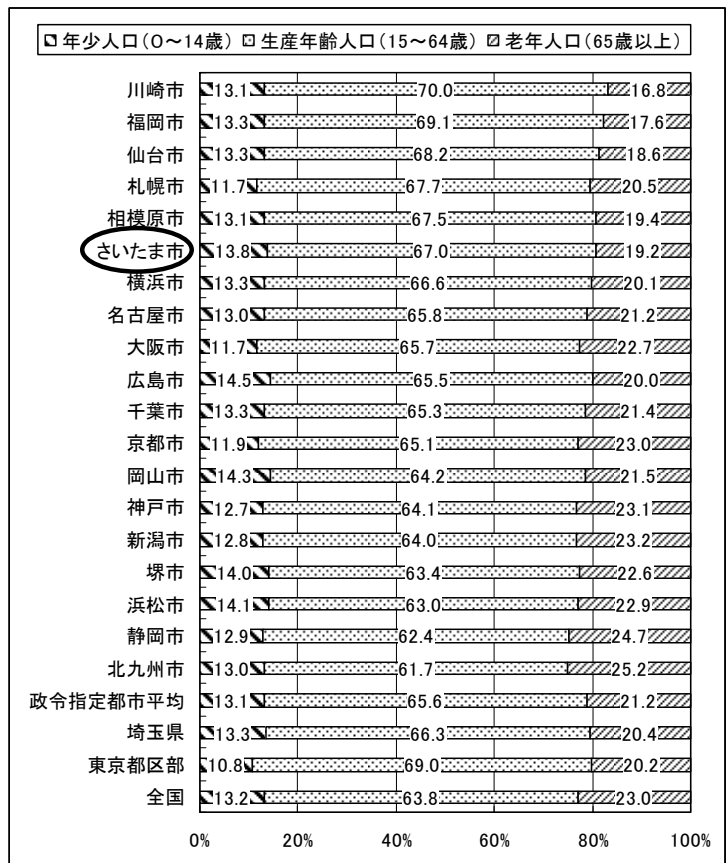 年少人口(0～14歳) 生産年齢人口(15～64歳) 老年人口(65歳以上)
川崎市 13.1 70.0 16.8
福岡市 13.3 69.1 17.6
仙台市 13.3 68.2 18.6
札幌市 11.7 67.7 20.5
相模原市 13.1 67.5 19.4
さいたま市 13.8 67.0 19.2
横浜市 13.3 66.6 20.1
名古屋市 13.0 65.8 21.2
大阪市 11.7 65.7 22.7
広島市 14.5 65.5 20.0
千葉市 13.3 65.3 21.4
京都市 11.9 65.1 23.0
岡山市 14.3 64.2 21.5
神戸市 12.7 64.1 23.1
新潟市 12.8 64.0 23.2
堺市 14.0 63.4 22.6
浜松市 14.1 63.0 22.9
静岡市 12.9 62.4 24.7
北九州市 13.0 61.7 25.2
政令指定都市平均 13.1 65.6 21.2
埼玉県 13.3 66.3 20.4
東京都区部 10.8 69.0 20.2
全国 13.2 63.8 23.0
0% 20% 40% 60% 80% 100%